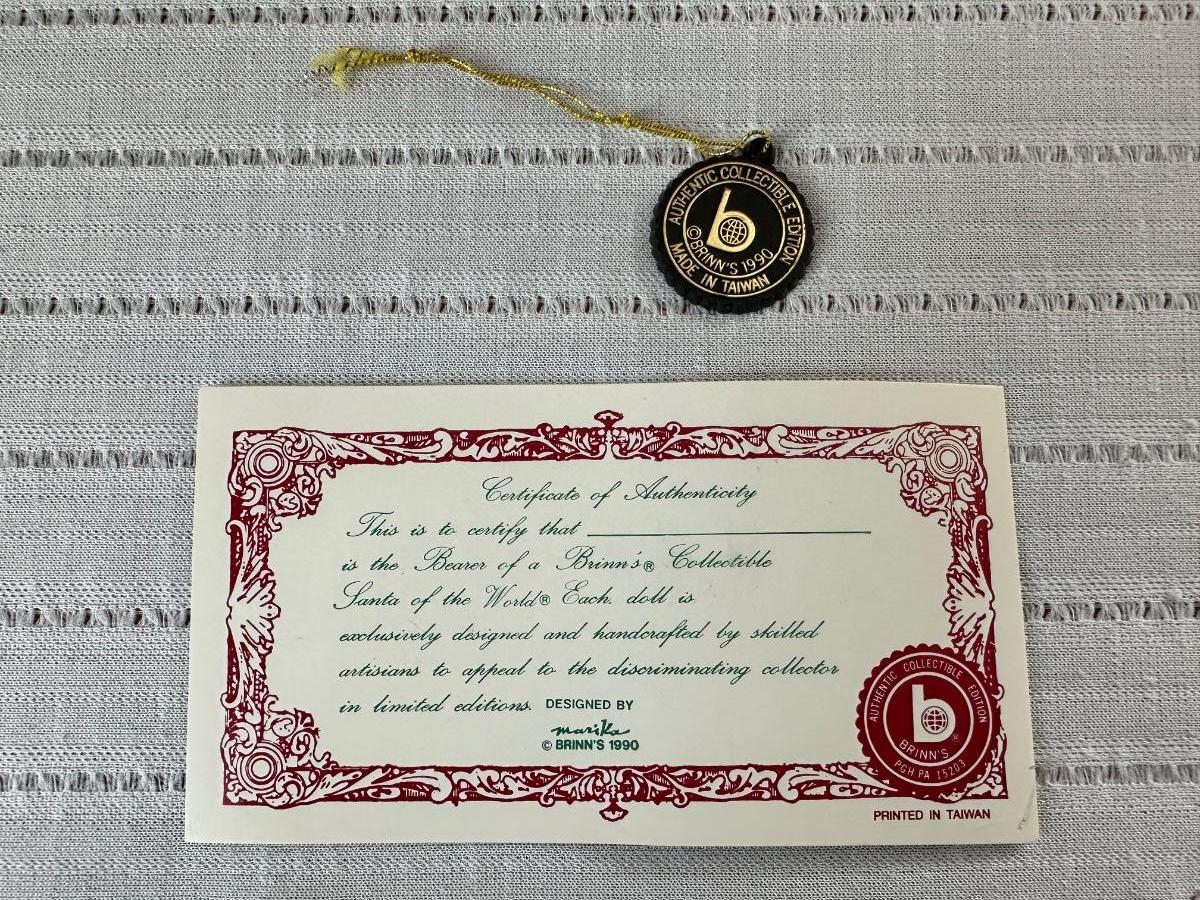 AUTHENTIC COLLECTIBLE EDITION
b
©BRINN'S 1990
MADE IN TAIWAN
Certificate of Authenticity
This is to certify that
is the Bearer of a Brinn's® Collectible
Santa of the World® Each. doll is
exclusively designed and handcrafted by skilled
artisians to appeal to the discriminating collector
in limited editions. DESIGNED BY
marika
© BRINN'S 1990
AUTHENTIC COLLECTIBLE EDITION
b
®
BRINN'S
PGH PA 15203
PRINTED IN TAIWAN